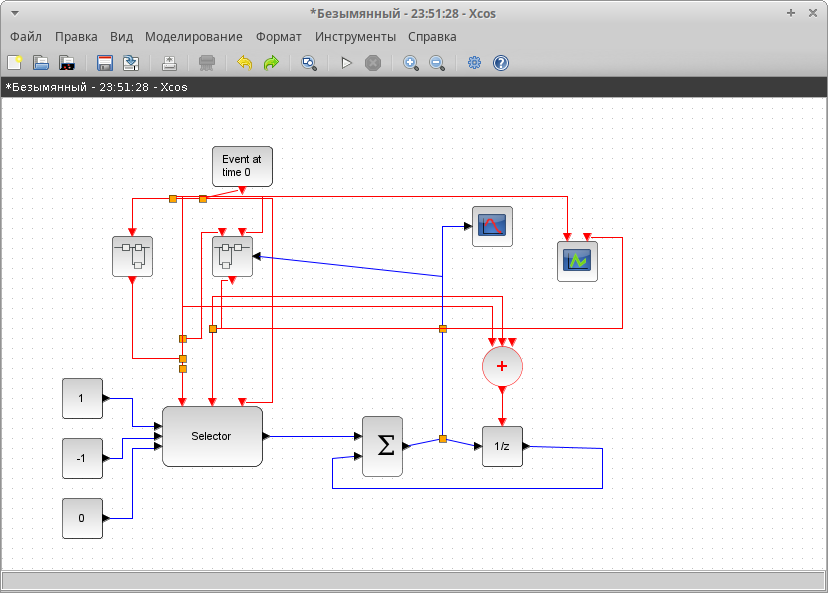 *Безымянный - 23:51:28 - Xcos
Файл Правка Вид Моделирование Формат Инструменты Справка
*Безымянный - 23:51:28 - Xcos
Event at
time 0
+
1
Selector
Σ
1/z
-1
0